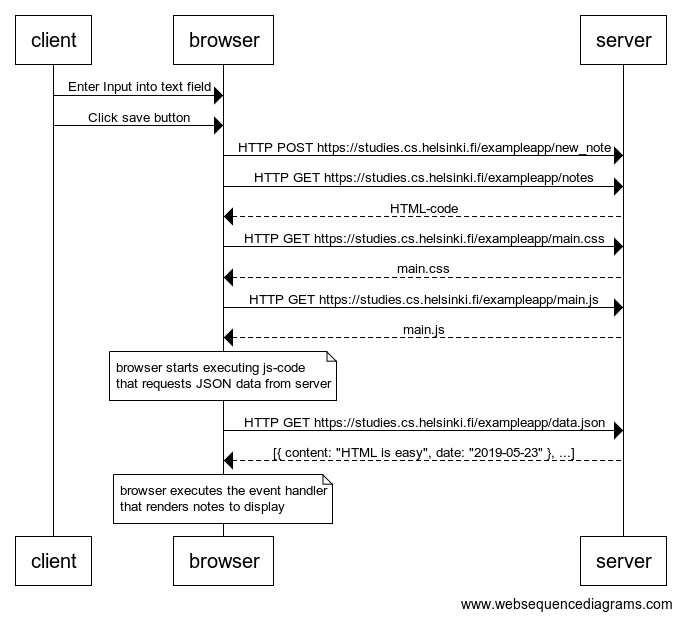 client browser server
Enter Input into text field
Click save button
HTTP POST https://studies.cs.helsinki.fi/exampleapp/new_note
HTTP GET https://studies.cs.helsinki.fi/exampleapp/notes
HTML-code
HTTP GET https://studies.cs.helsinki.fi/exampleapp/main.css
main.css
HTTP GET https://studies.cs.helsinki.fi/exampleapp/main.js
main.js
browser starts executing js-code
that requests JSON data from server
HTTP GET https://studies.cs.helsinki.fi/exampleapp/data.json
[{ content: "HTML is easy", date: "2019-05-23" }, ...]
browser executes the event handler
that renders notes to display
client browser server
www.websequencediagrams.com